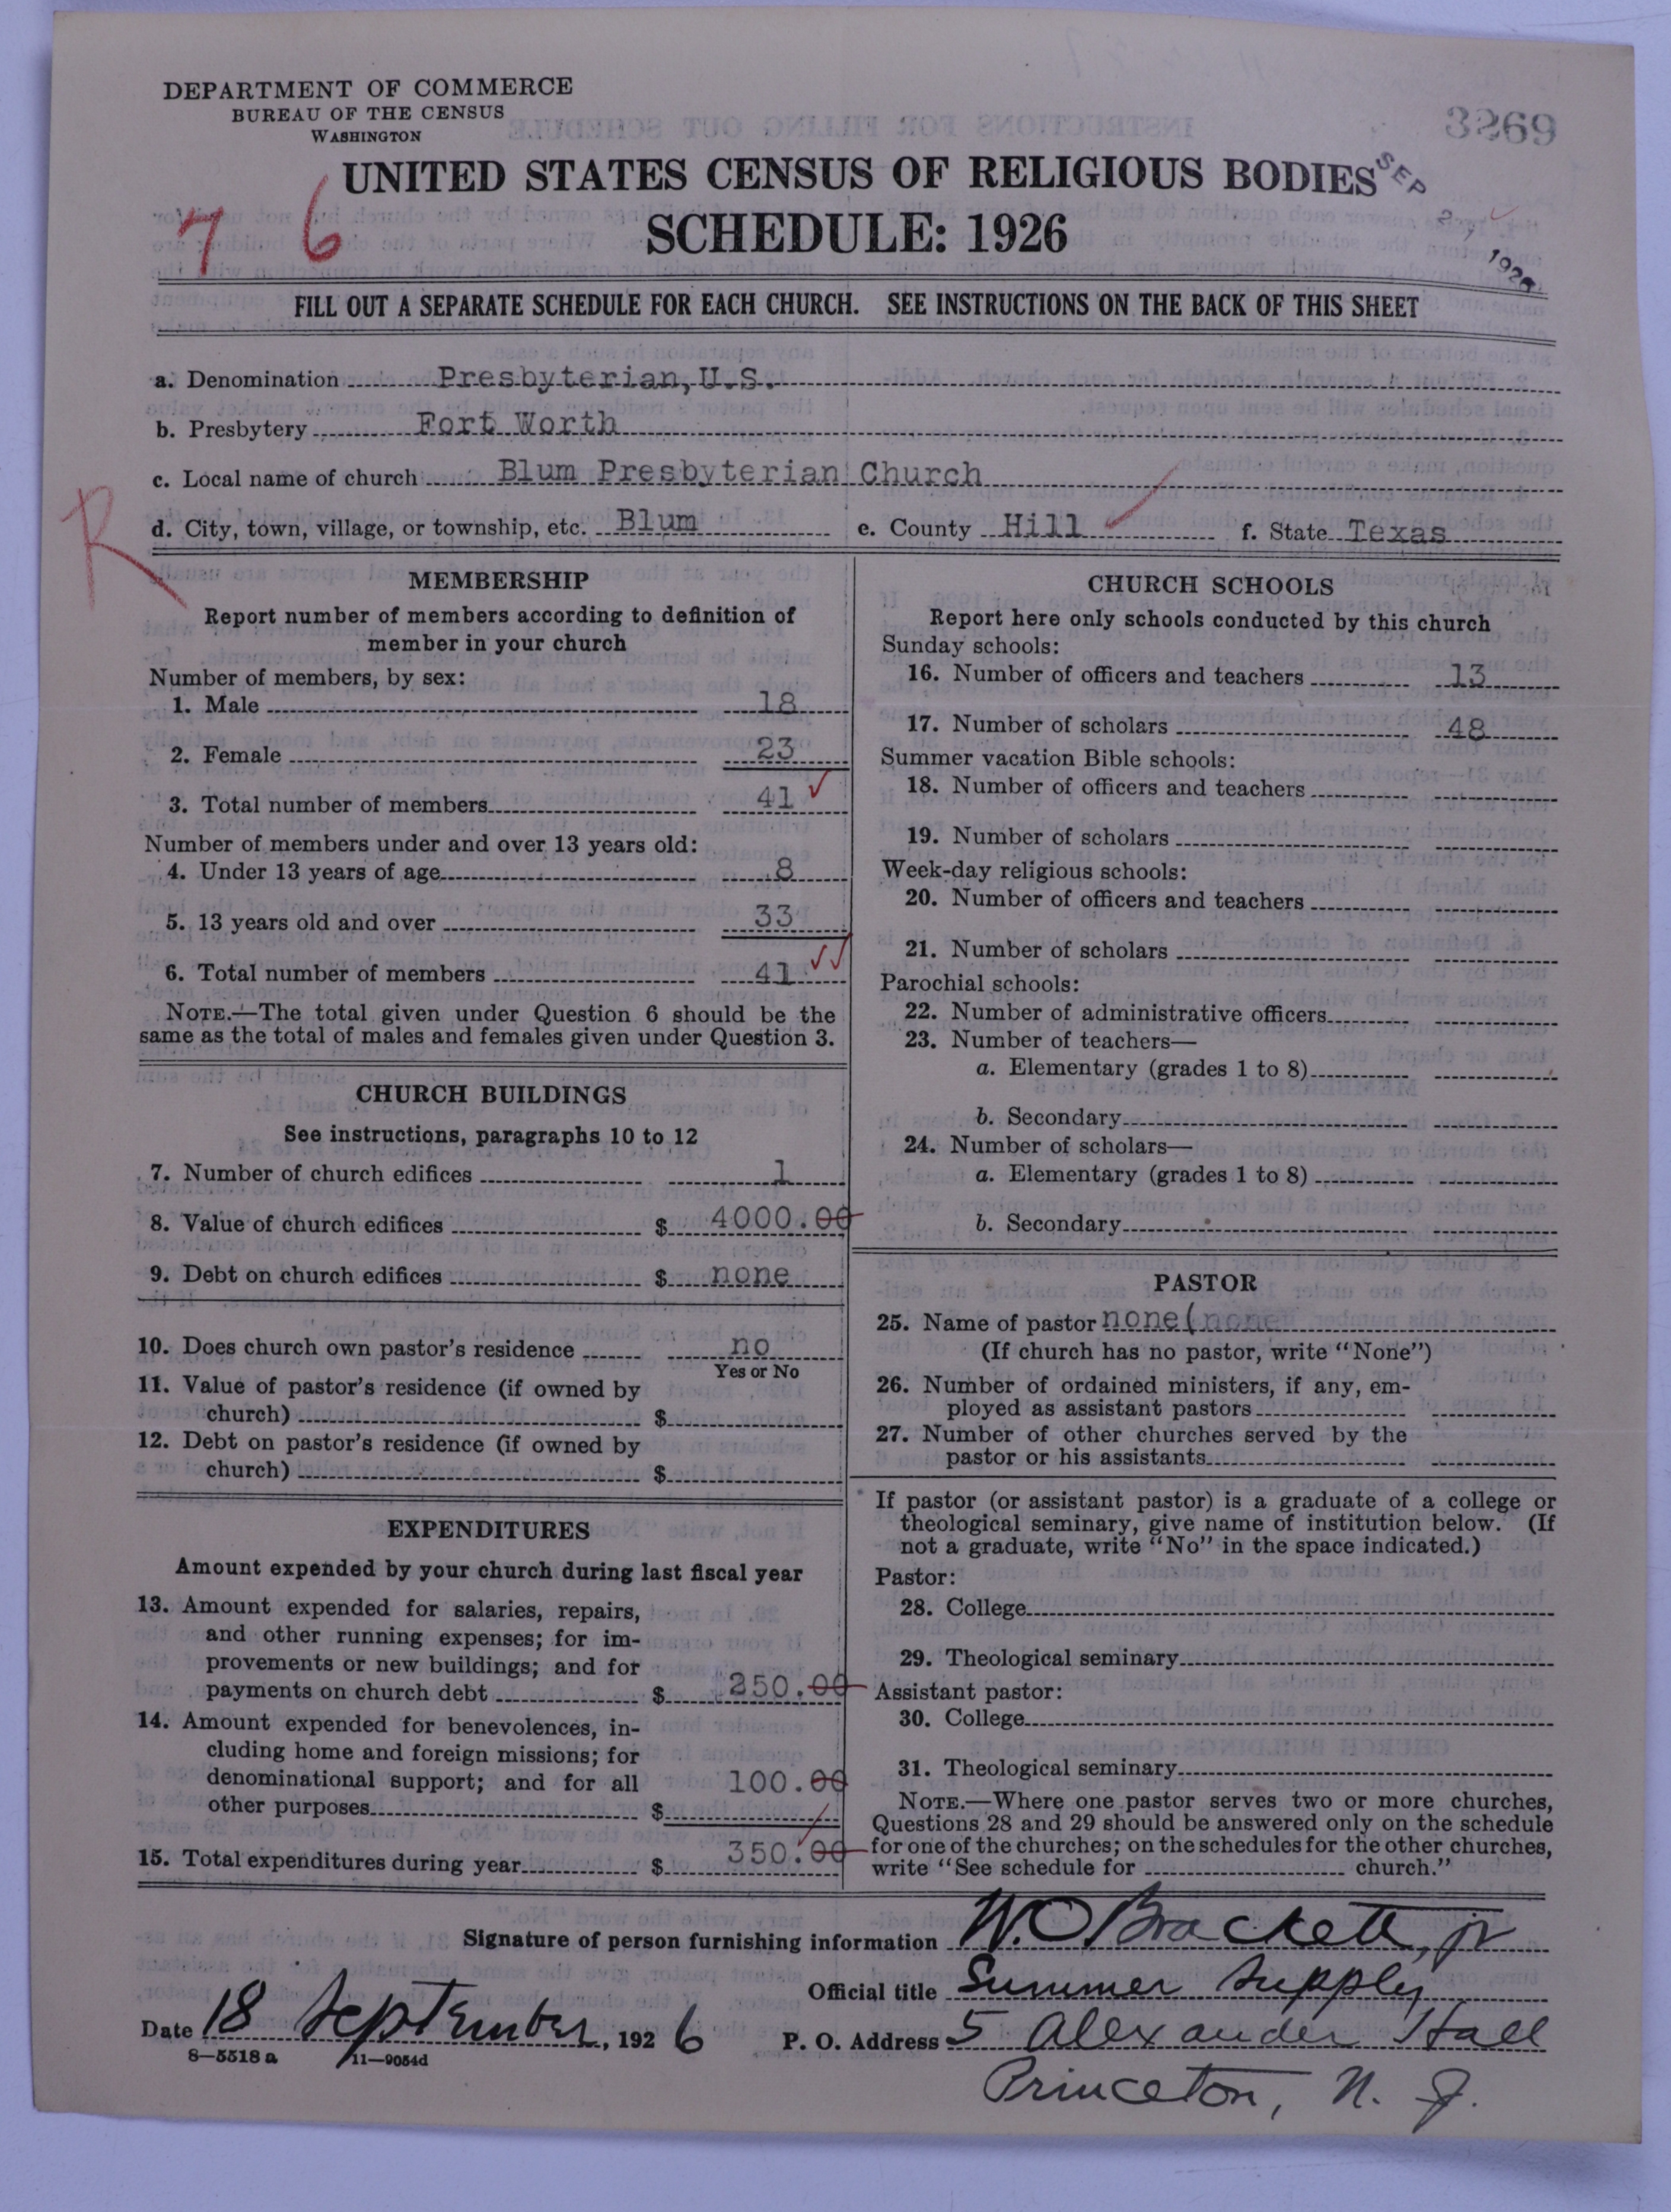 DEPARTMENT OF COMMERCE
BUREAU OF THE CENSUS
WASHINGTON
3269
UNITED STATES CENSUS OF RELIGIOUS BODIES
SCHEDULE: 1926
SEP 2 1926
7 6
FILL OUT A SEPARATE SCHEDULE FOR EACH CHURCH. SEE INSTRUCTIONS ON THE BACK OF THIS SHEET
a. Denomination Presbyterian, U.S.
b. Presbytery Fort Worth
c. Local name of church Blum Presbyterian Church
R
d. City, town, village, or township, etc. Blum e. County Hill ✓ f. State Texas
MEMBERSHIP
Report number of members according to definition of
member in your church
Number of members, by sex:
1. Male 18
2. Female 23
3. Total number of members 41 ✓
Number of members under and over 13 years old:
4. Under 13 years of age 8
5. 13 years old and over 33
6. Total number of members 41 ✓✓
NOTE.—The total given under Question 6 should be the
same as the total of males and females given under Question 3.
CHURCH BUILDINGS
See instructions, paragraphs 10 to 12
7. Number of church edifices 1
8. Value of church edifices $ 4000.00
9. Debt on church edifices $ none
10. Does church own pastor's residence no
Yes or No
11. Value of pastor's residence (if owned by
church) $
12. Debt on pastor's residence (if owned by
church) $
EXPENDITURES
Amount expended by your church during last fiscal year
13. Amount expended for salaries, repairs,
and other running expenses; for im-
provements or new buildings; and for
payments on church debt $ 250.00
14. Amount expended for benevolences, in-
cluding home and foreign missions; for
denominational support; and for all
other purposes $ 100.00
15. Total expenditures during year $ 350.00
CHURCH SCHOOLS
Report here only schools conducted by this church
Sunday schools:
16. Number of officers and teachers 13
17. Number of scholars 48
Summer vacation Bible schools:
18. Number of officers and teachers
19. Number of scholars
Week-day religious schools:
20. Number of officers and teachers
21. Number of scholars
Parochial schools:
22. Number of administrative officers
23. Number of teachers—
a. Elementary (grades 1 to 8)
b. Secondary
24. Number of scholars—
a. Elementary (grades 1 to 8)
b. Secondary
PASTOR
25. Name of pastor none (none
(If church has no pastor, write "None")
26. Number of ordained ministers, if any, em-
ployed as assistant pastors
27. Number of other churches served by the
pastor or his assistants
If pastor (or assistant pastor) is a graduate of a college or
theological seminary, give name of institution below. (If
not a graduate, write "No" in the space indicated.)
Pastor:
28. College
29. Theological seminary
Assistant pastor:
30. College
31. Theological seminary
NOTE.—Where one pastor serves two or more churches,
Questions 28 and 29 should be answered only on the schedule
for one of the churches; on the schedules for the other churches,
write "See schedule for church."
Signature of person furnishing information W. O. Brackett, jr
Official title Summer Supply
Date 18 September, 1926 P. O. Address 5 Alexander Hall
8—5518 a 11—9054d
Princeton, N. J.